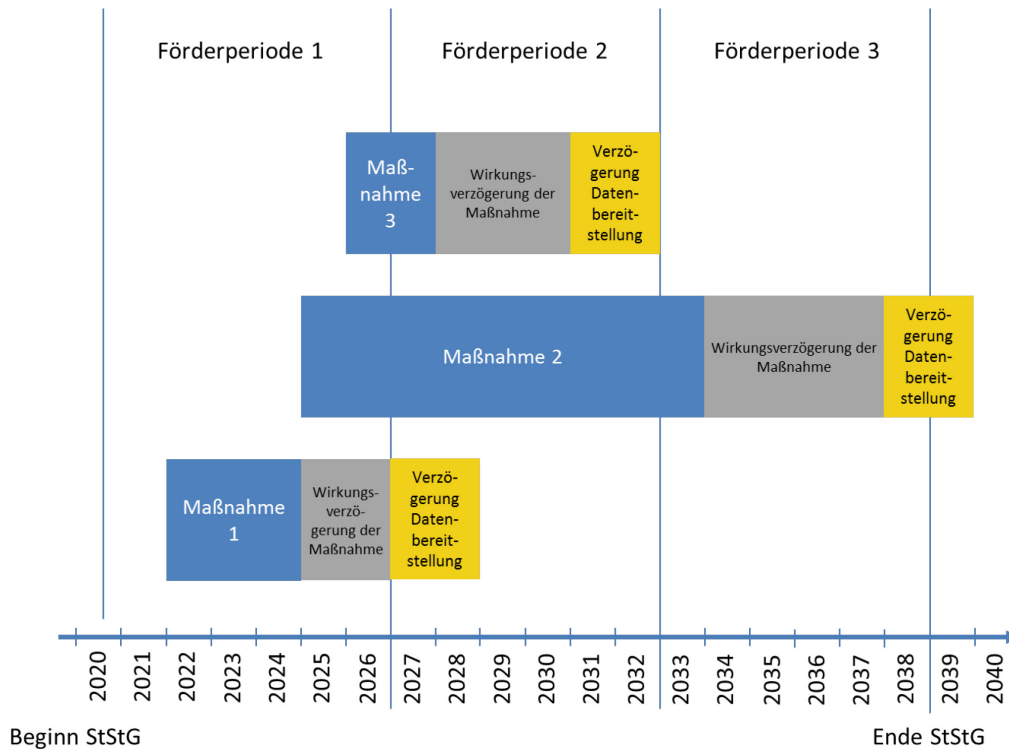 Förderperiode 1
Förderperiode 2
Förderperiode 3
Maß-
nahme
3
Wirkungs-
verzögerung der
Maßnahme
Verzö-
gerung
Daten-
bereit-
stellung
Maßnahme 2
Wirkungsverzögerung der
Maßnahme
Verzö-
gerung
Daten-
bereit-
stellung
Maßnahme
1
Wirkungs-
verzö-
gerung der
Maßnahme
Verzö-
gerung
Daten-
bereit-
stellung
2020
2021
2022
2023
2024
2025
2026
2027
2028
2029
2030
2031
2032
2033
2034
2035
2036
2037
2038
2039
2040
Beginn StStG
Ende StStG